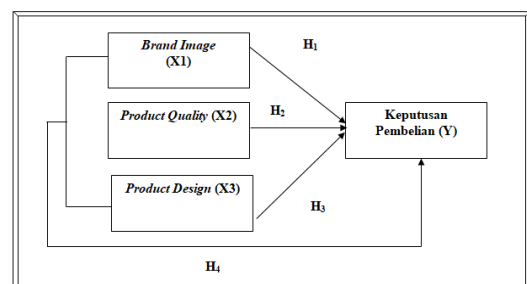 Brand Image
(X1)
H1
Product Quality (X2)
H2
Keputusan
Pembelian (Y)
Product Design (X3)
H3
H4